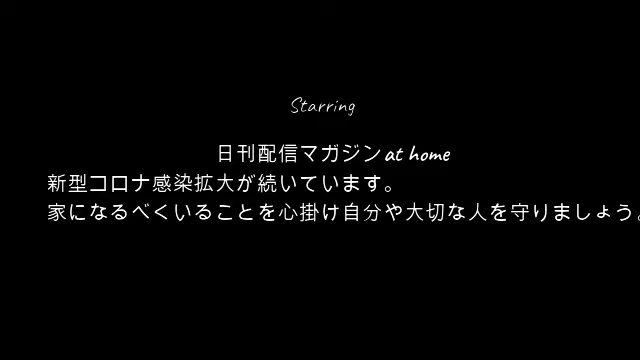 Starring
日刊配信マガジンat home
新型コロナ感染拡大が続いています。
家になるべくいることを心掛け自分や大切な人を守りましょう。